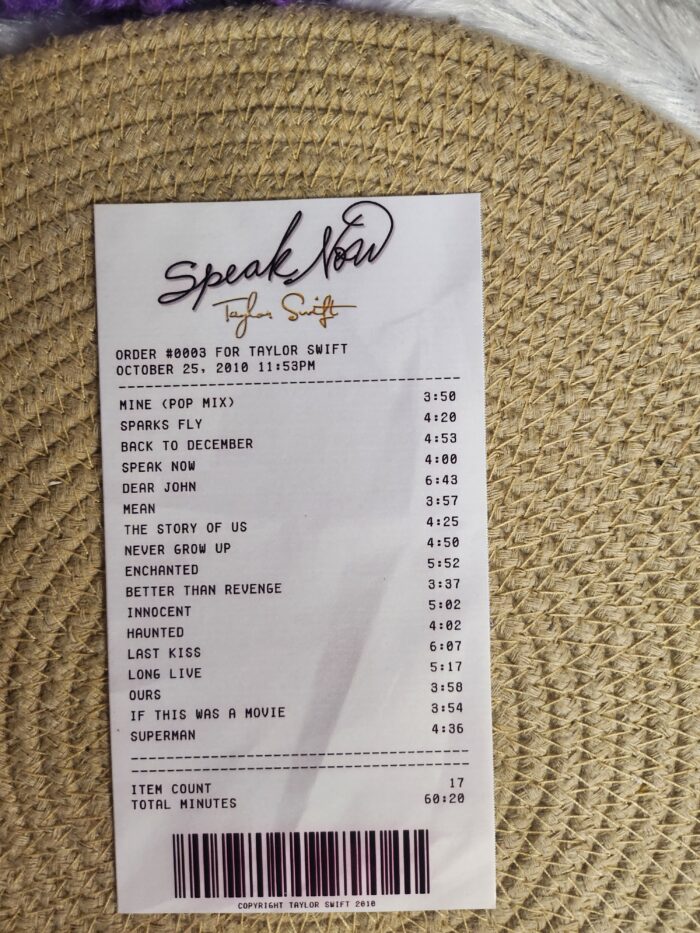 Speak Now
Taylor Swift
ORDER #0003 FOR TAYLOR SWIFT
OCTOBER 25, 2010 11:53PM
MINE (POP MIX) 3:50
SPARKS FLY 4:20
BACK TO DECEMBER 4:53
SPEAK NOW 4:00
DEAR JOHN 6:43
MEAN 3:57
THE STORY OF US 4:25
NEVER GROW UP 4:50
ENCHANTED 5:52
BETTER THAN REVENGE 3:37
INNOCENT 5:02
HAUNTED 4:02
LAST KISS 6:07
LONG LIVE 5:17
OURS 3:58
IF THIS WAS A MOVIE 3:54
SUPERMAN 4:36
ITEM COUNT 17
TOTAL MINUTES 60:20
COPYRIGHT TAYLOR SWIFT 2010